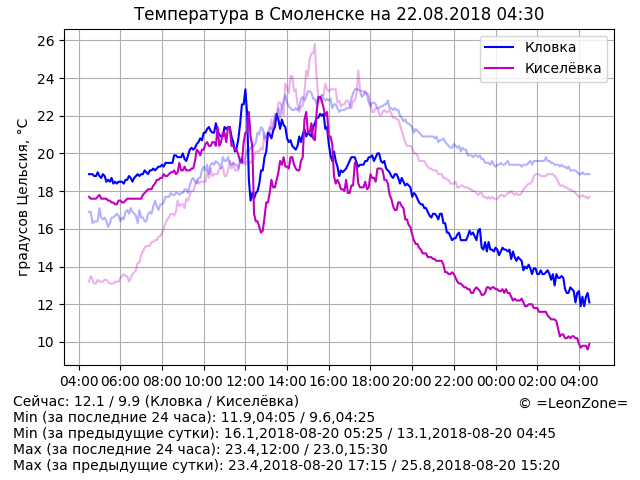 Температура в Смоленске на 22.08.2018 04:30
градусов Цельсия, °C
26
24
22
20
18
16
14
12
10
Кловка
Киселёвка
04:00 06:00 08:00 10:00 12:00 14:00 16:00 18:00 20:00 22:00 00:00 02:00 04:00
Сейчас: 12.1 / 9.9 (Кловка / Киселёвка)
© =LeonZone=
Min (за последние 24 часа): 11.9,04:05 / 9.6,04:25
Min (за предыдущие сутки): 16.1,2018-08-20 05:25 / 13.1,2018-08-20 04:45
Max (за последние 24 часа): 23.4,12:00 / 23.0,15:30
Max (за предыдущие сутки): 23.4,2018-08-20 17:15 / 25.8,2018-08-20 15:20